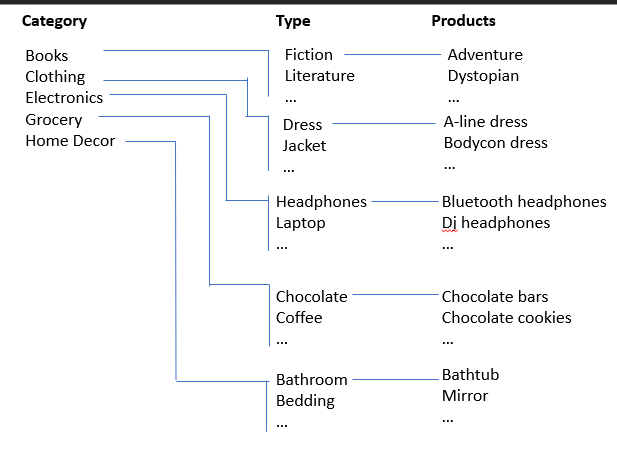 Category Type Products
Books Fiction Adventure
Clothing Literature Dystopian
Electronics ... ...
Grocery Dress A-line dress
Home Decor Jacket Bodycon dress
... ...
Headphones Bluetooth headphones
Laptop Dj headphones
... ...
Chocolate Chocolate bars
Coffee Chocolate cookies
... ...
Bathroom Bathtub
Bedding Mirror
... ...